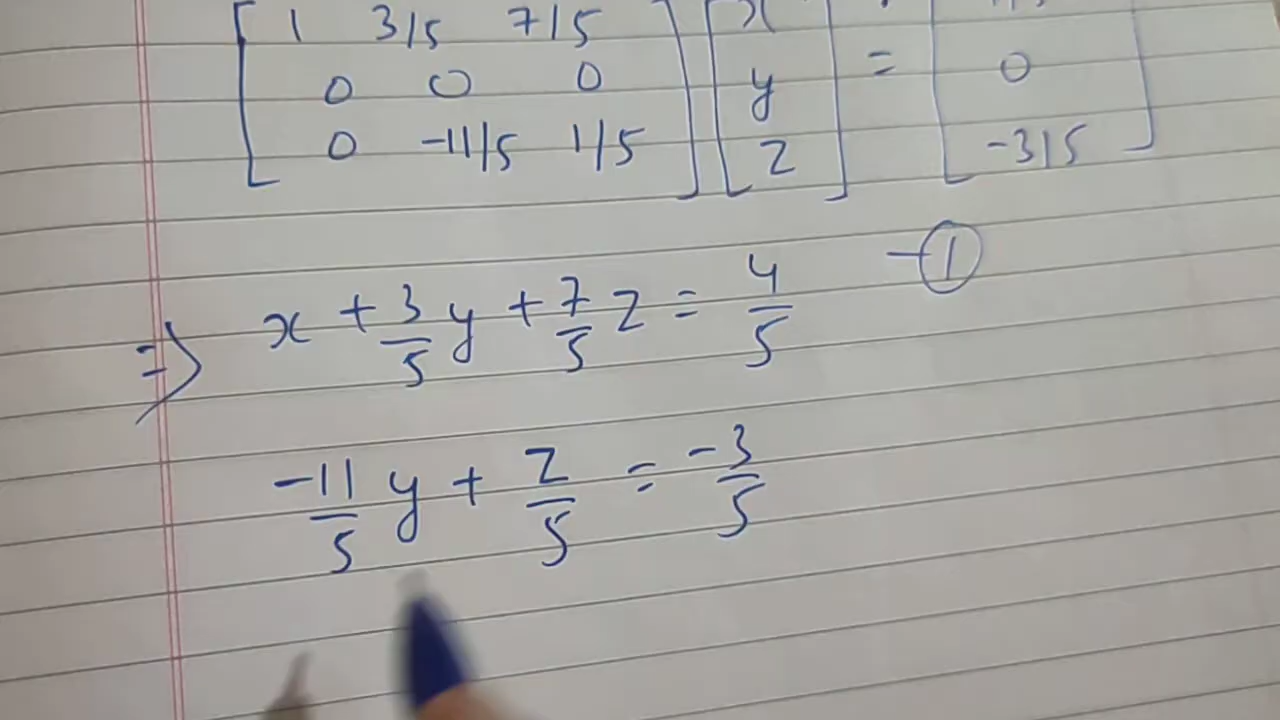 1 3/5 7/5 x
0 0 0 y = 0
0 -11/5 1/5 z -3/5
⇒ x + 3/5 y + 7/5 z = 4/5 - ①
-11/5 y + z/5 = -3/5